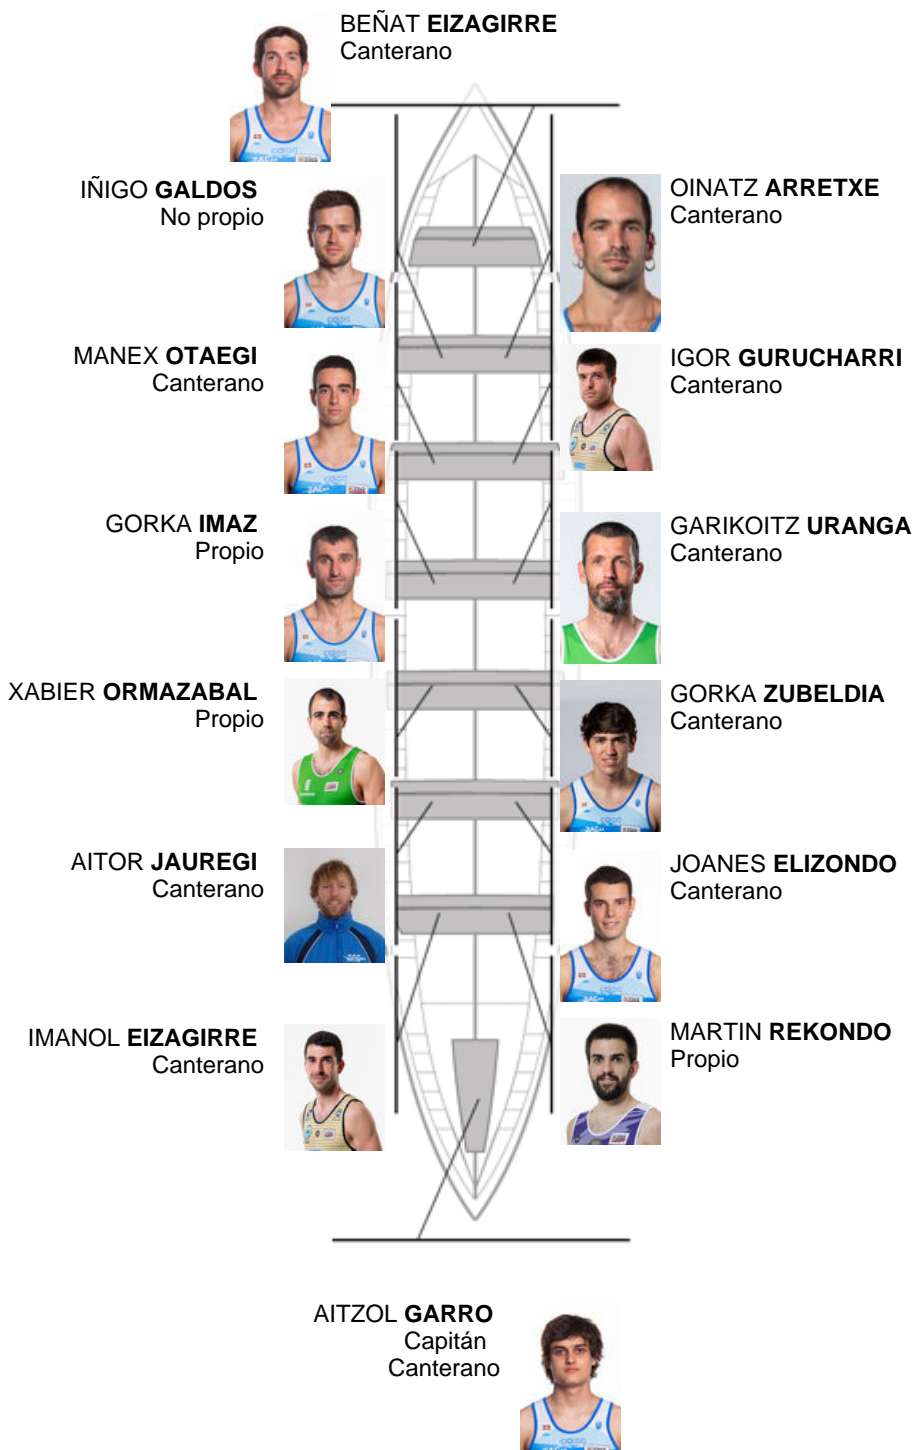 BEÑAT EIZAGIRRE
Canterano
IÑIGO GALDOS
No propio
OINATZ ARRETXE
Canterano
MANEX OTAEGI
Canterano
IGOR GURUCHARRI
Canterano
GORKA IMAZ
Propio
GARIKOITZ URANGA
Canterano
XABIER ORMAZABAL
Propio
GORKA ZUBELDIA
Canterano
AITOR JAUREGI
Canterano
JOANES ELIZONDO
Canterano
IMANOL EIZAGIRRE
Canterano
MARTIN REKONDO
Propio
AITZOL GARRO
Capitán
Canterano